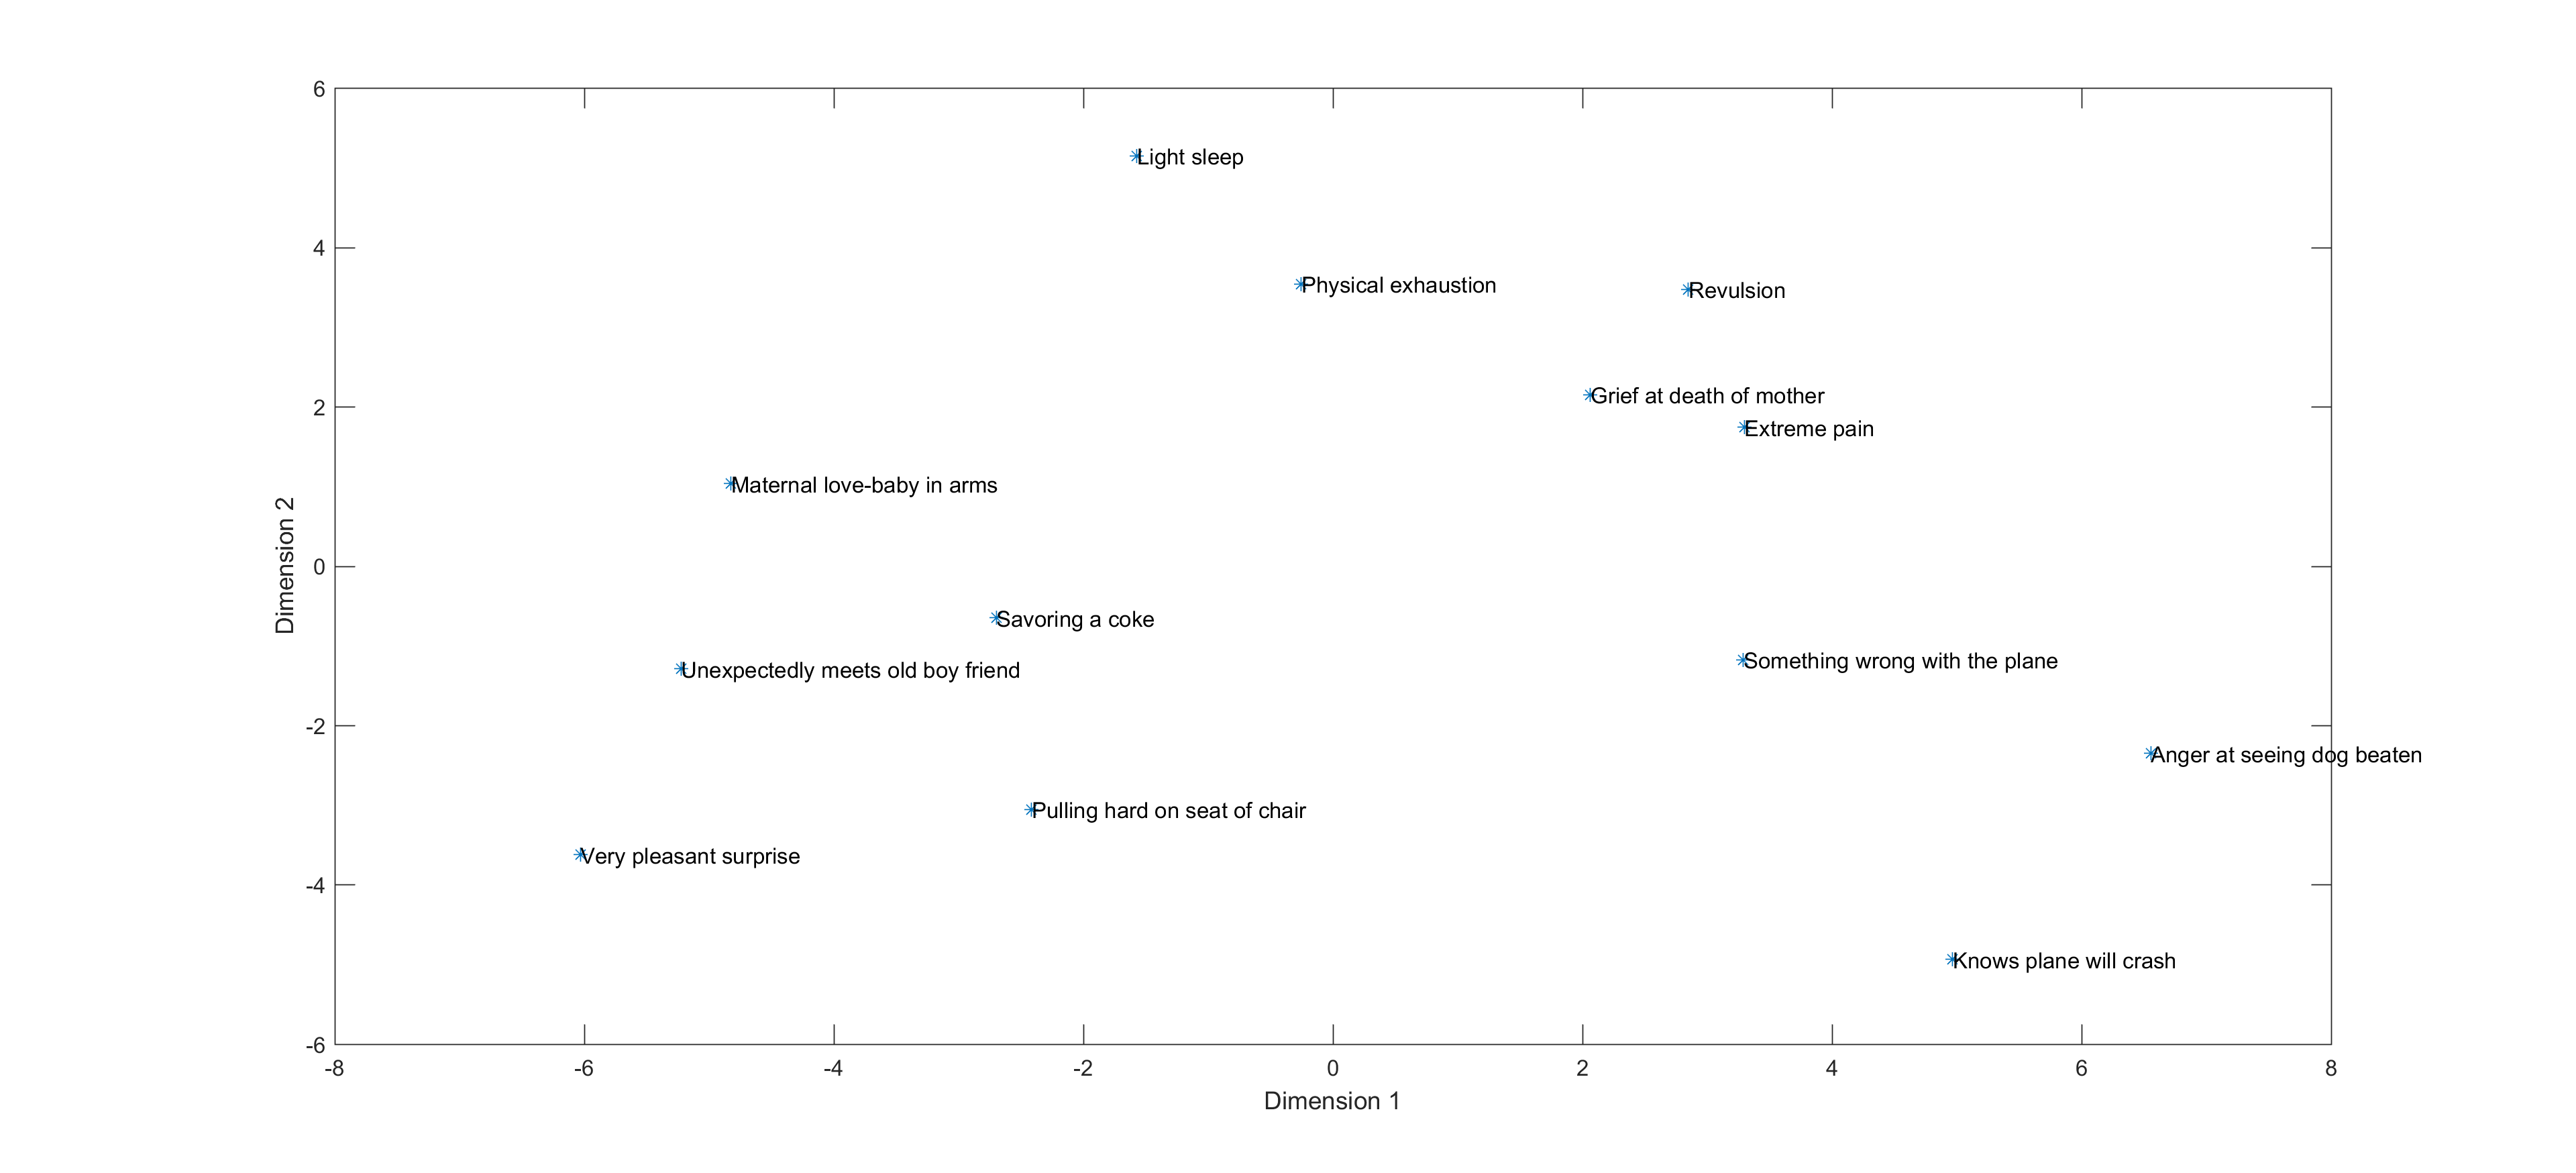 6
Light sleep
4
Physical exhaustion
Revulsion
Grief at death of mother
2
Extreme pain
Maternal love-baby in arms
Dimension 2
0
Savoring a coke
Something wrong with the plane
Unexpectedly meets old boy friend
-2
Anger at seeing dog beaten
Pulling hard on seat of chair
Very pleasant surprise
-4
Knows plane will crash
-6
-8 -6 -4 -2 0 2 4 6 8
Dimension 1